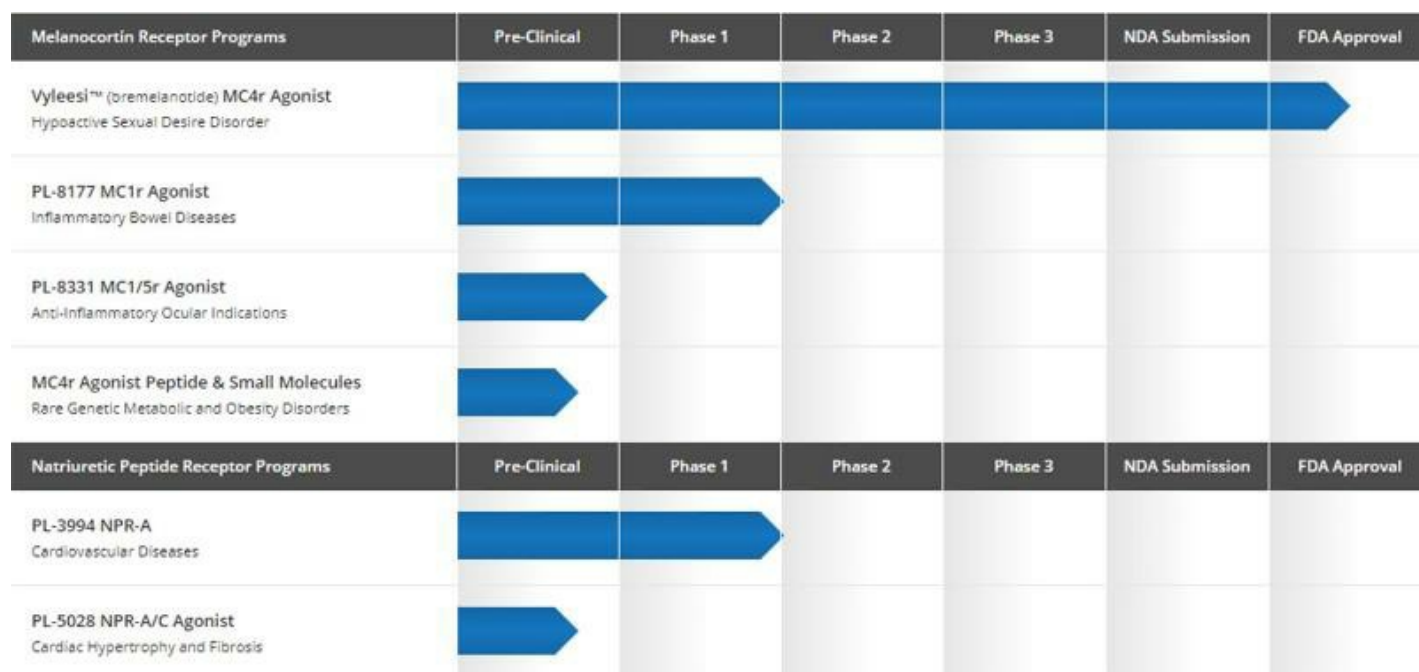 Melanocortin Receptor Programs Pre-Clinical Phase 1 Phase 2 Phase 3 NDA Submission FDA Approval
Vyleesi™ (bremelanotide) MC4r Agonist
Hypoactive Sexual Desire Disorder
PL-8177 MC1r Agonist
Inflammatory Bowel Diseases
PL-8331 MC1/5r Agonist
Anti-Inflammatory Ocular Indications
MC4r Agonist Peptide & Small Molecules
Rare Genetic Metabolic and Obesity Disorders
Natriuretic Peptide Receptor Programs Pre-Clinical Phase 1 Phase 2 Phase 3 NDA Submission FDA Approval
PL-3994 NPR-A
Cardiovascular Diseases
PL-5028 NPR-A/C Agonist
Cardiac Hypertrophy and Fibrosis